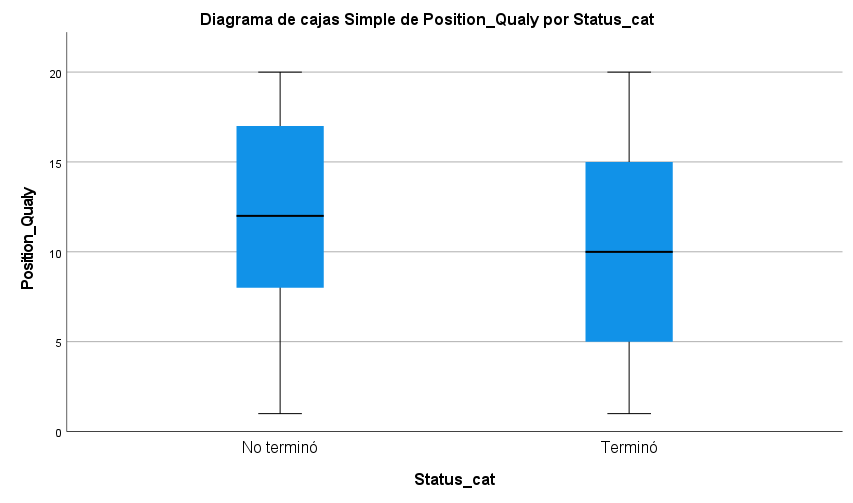 Diagrama de cajas Simple de Position_Qualy por Status_cat
20
15
10
5
0
Position_Qualy
No terminó
Terminó
Status_cat